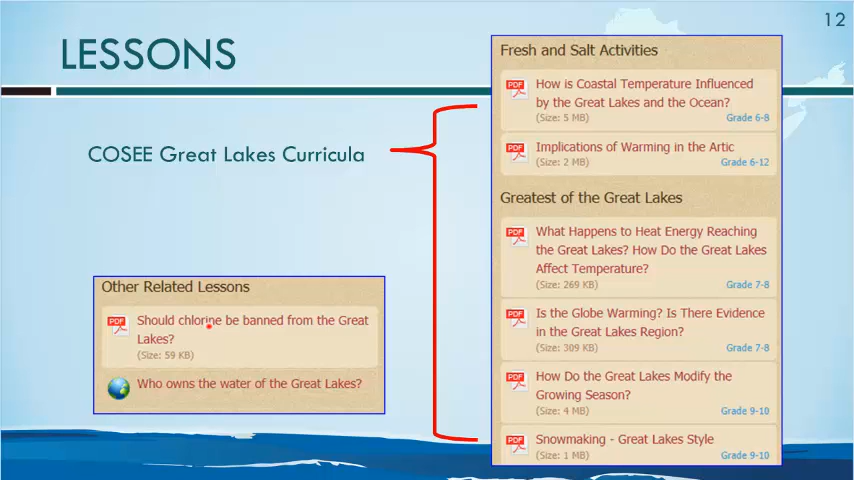 12
LESSONS
COSEE Great Lakes Curricula
Other Related Lessons
PDF
Should chlorine be banned from the Great
Lakes?
(Size: 59 KB)
Who owns the water of the Great Lakes?
Fresh and Salt Activities
PDF
How is Coastal Temperature Influenced
by the Great Lakes and the Ocean?
(Size: 5 MB) Grade 6-8
PDF
Implications of Warming in the Artic
(Size: 2 MB) Grade 6-12
Greatest of the Great Lakes
PDF
What Happens to Heat Energy Reaching
the Great Lakes? How Do the Great Lakes
Affect Temperature?
(Size: 269 KB) Grade 7-8
PDF
Is the Globe Warming? Is There Evidence
in the Great Lakes Region?
(Size: 309 KB) Grade 7-8
PDF
How Do the Great Lakes Modify the
Growing Season?
(Size: 4 MB) Grade 9-10
PDF
Snowmaking - Great Lakes Style
(Size: 1 MB) Grade 9-10